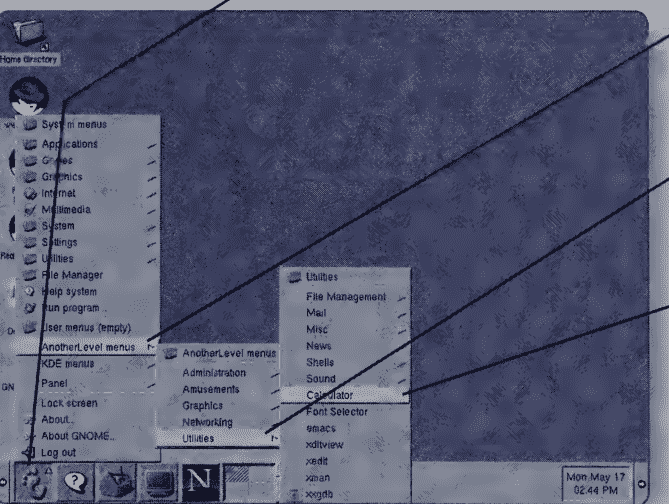 Home directory
System menus
Applications
Games
Graphics
Internet
Multimedia
System
Settings
Utilities
File Manager
Help system
Run program
User menus (empty)
AnotherLevel menus
KDE menus
Panel
Lock screen
About...
About GNOME...
Log out
AnotherLevel menus
Administration
Amusements
Graphics
Networking
Utilities
Utilities
File Management
Mail
Misc
News
Shells
Sound
Calculator
Font Selector
emacs
xditview
xedit
xman
xxgdb
Red
GN
N
Mon May 17
02:44 PM